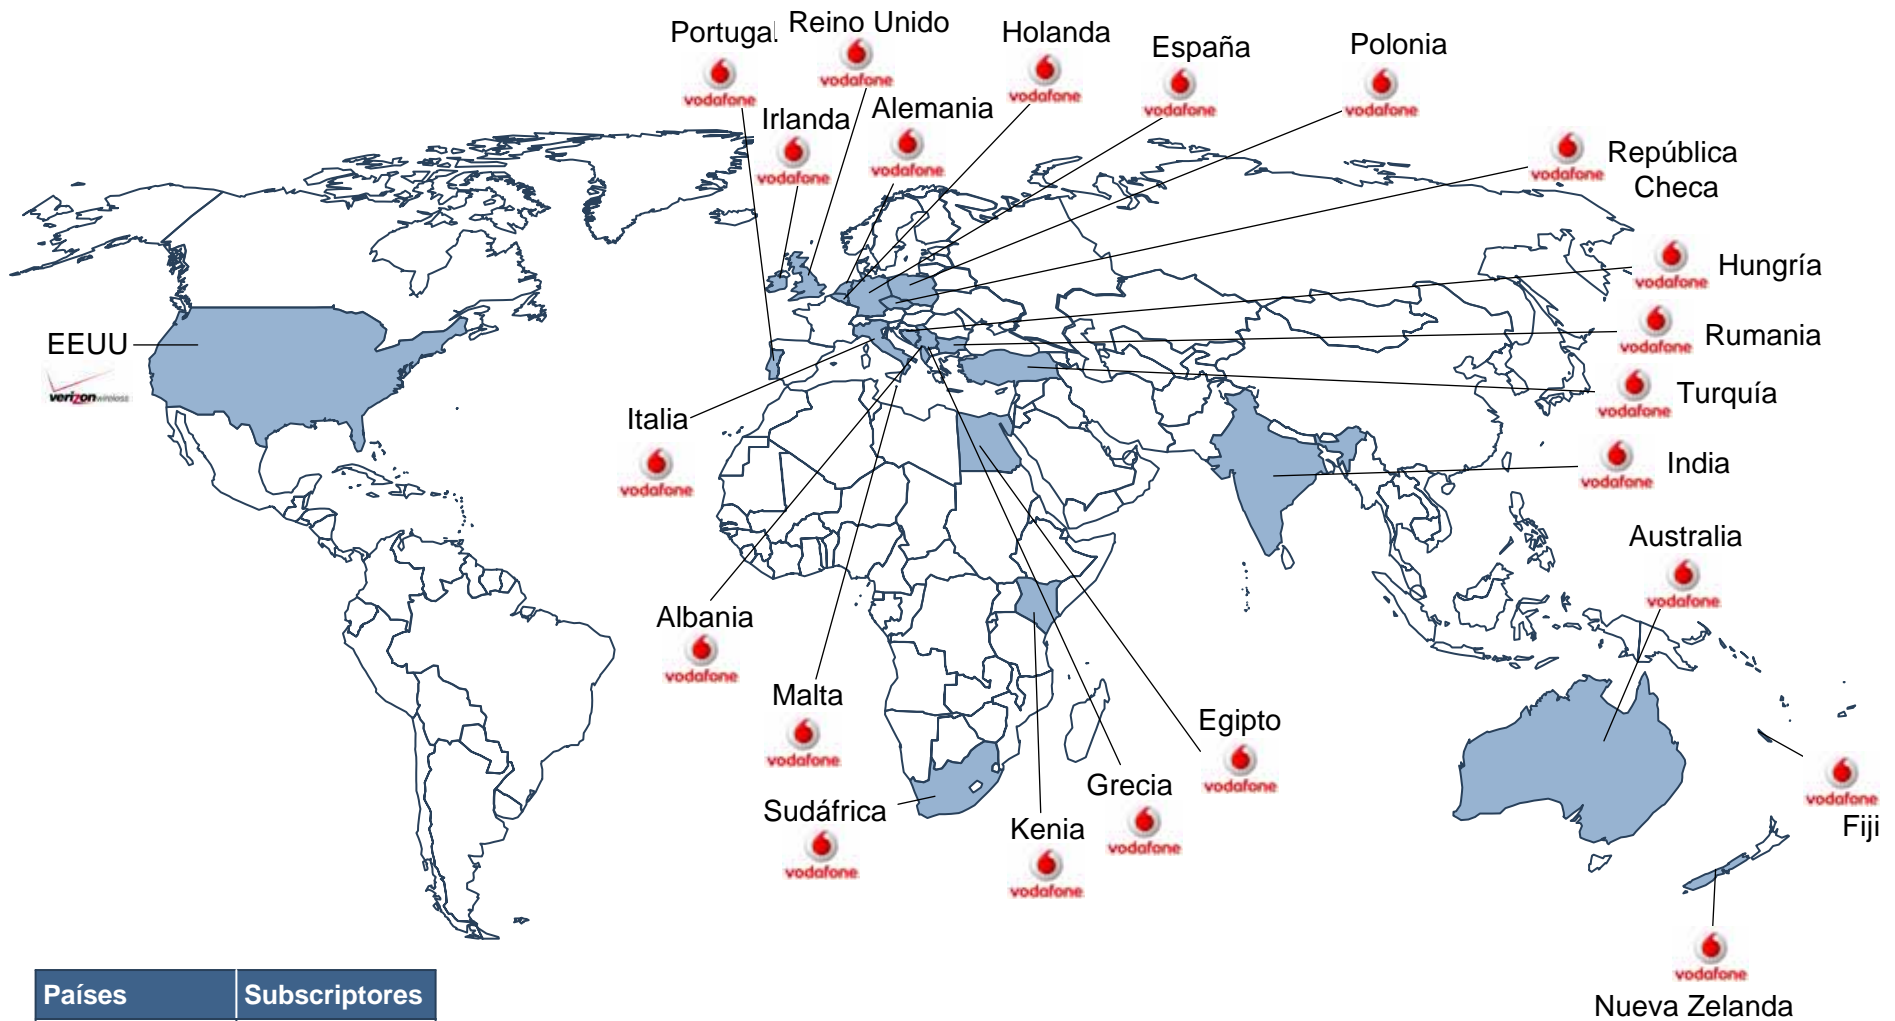 Portugal
vodafone
Reino Unido
vodafone
Holanda
vodafone
España
vodafone
Polonia
vodafone
Irlanda
vodafone
Alemania
vodafone
vodafone
República
Checa
vodafone
Hungría
vodafone
Rumania
vodafone
Turquía
vodafone
India
EEUU
verizon wireless
Italia
vodafone
Australia
vodafone
Albania
vodafone
Malta
vodafone
Egipto
vodafone
Grecia
vodafone
Sudáfrica
vodafone
Kenia
vodafone
vodafone
Fiji
vodafone
Nueva Zelanda
Países Subscriptores